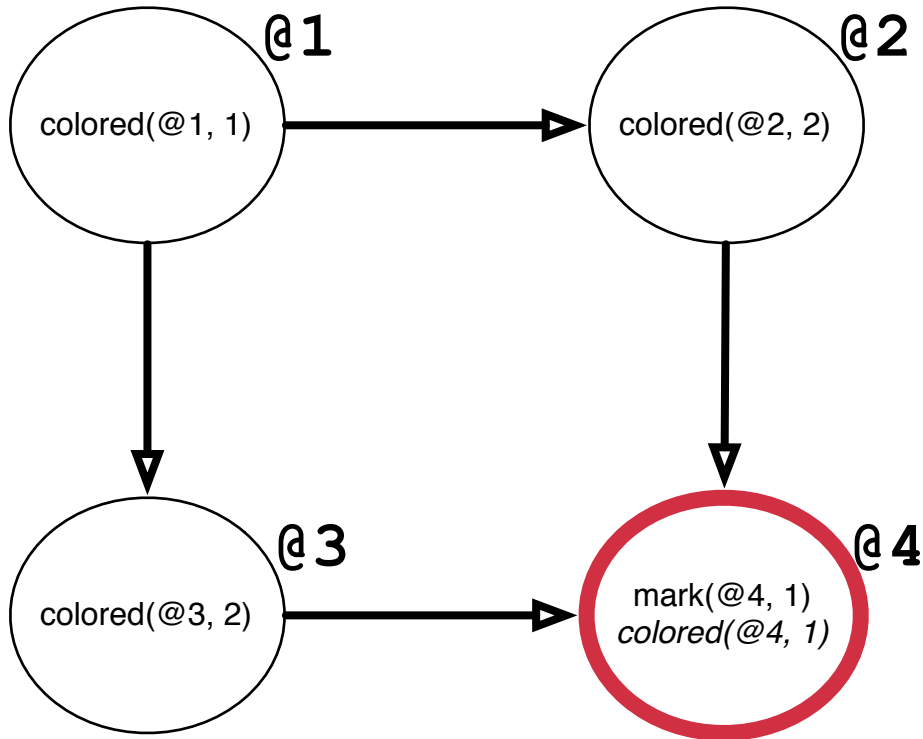 @1
@2
colored(@1, 1)
colored(@2, 2)
@3
@4
colored(@3, 2)
mark(@4, 1)
colored(@4, 1)